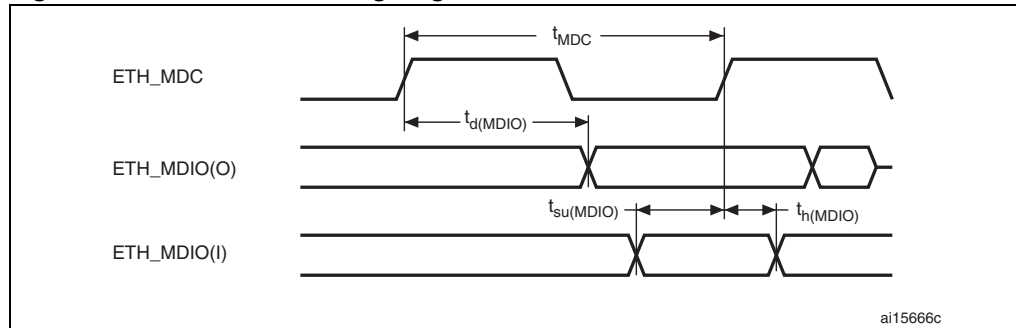 tMDC
ETH_MDC
td(MDIO)
ETH_MDIO(O)
tsu(MDIO)
th(MDIO)
ETH_MDIO(I)
ai15666c